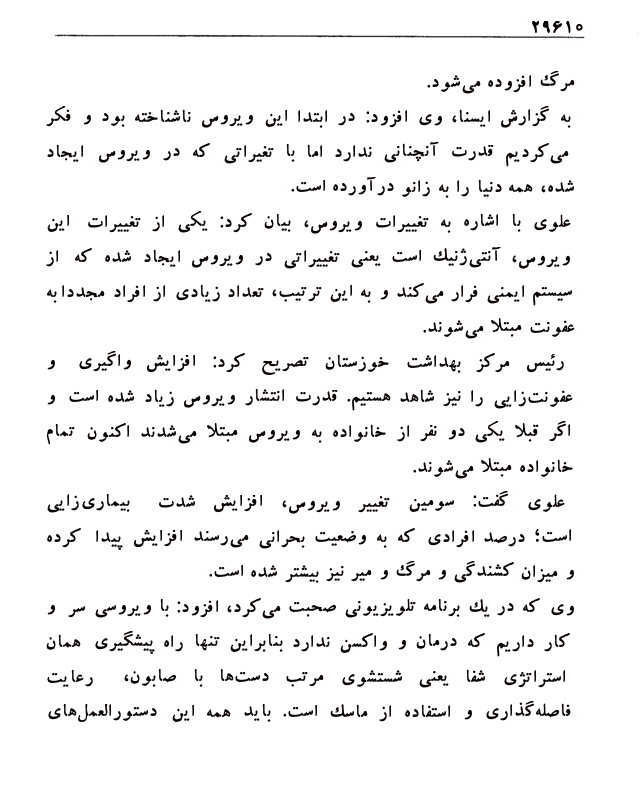 ۲۹۶۱۰
مرگ افزوده می‌شود.
به گزارش ایسنا، وی افزود: در ابتدا این ویروس ناشناخته بود و فکر
می‌کردیم قدرت آنچنانی ندارد اما با تغیراتی که در ویروس ایجاد
شده، همه دنیا را به زانو درآورده است.
علوی با اشاره به تغییرات ویروس، بیان کرد: یکی از تغییرات این
ویروس، آنتی‌ژنیك است یعنی تغییراتی در ویروس ایجاد شده که از
سیستم ایمنی فرار می‌کند و به این ترتیب، تعداد زیادی از افراد مجددا به
عفونت مبتلا می‌شوند.
رئیس مرکز بهداشت خوزستان تصریح کرد: افزایش واگیری و
عفونت‌زایی را نیز شاهد هستیم. قدرت انتشار ویروس زیاد شده است و
اگر قبلا یکی دو نفر از خانواده به ویروس مبتلا می‌شدند اکنون تمام
خانواده مبتلا می‌شوند.
علوی گفت: سومین تغییر ویروس، افزایش شدت بیماری‌زایی
است؛ درصد افرادی که به وضعیت بحرانی می‌رسند افزایش پیدا کرده
و میزان کشندگی و مرگ و میر نیز بیشتر شده است.
وی که در یك برنامه تلویزیونی صحبت می‌کرد، افزود: با ویروسی سر و
کار داریم که درمان و واکسن ندارد بنابراین تنها راه پیشگیری همان
استراتژی شفا یعنی شستشوی مرتب دست‌ها با صابون، رعایت
فاصله‌گذاری و استفاده از ماسك است. باید همه این دستورالعمل‌های